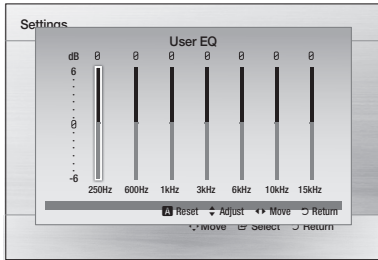 Settings
User EQ
dB 0 0 0 0 0 0 0
6
0
-6
250Hz 600Hz 1kHz 3kHz 6kHz 10kHz 15kHz
A Reset Adjust Move Return
Move Select Return